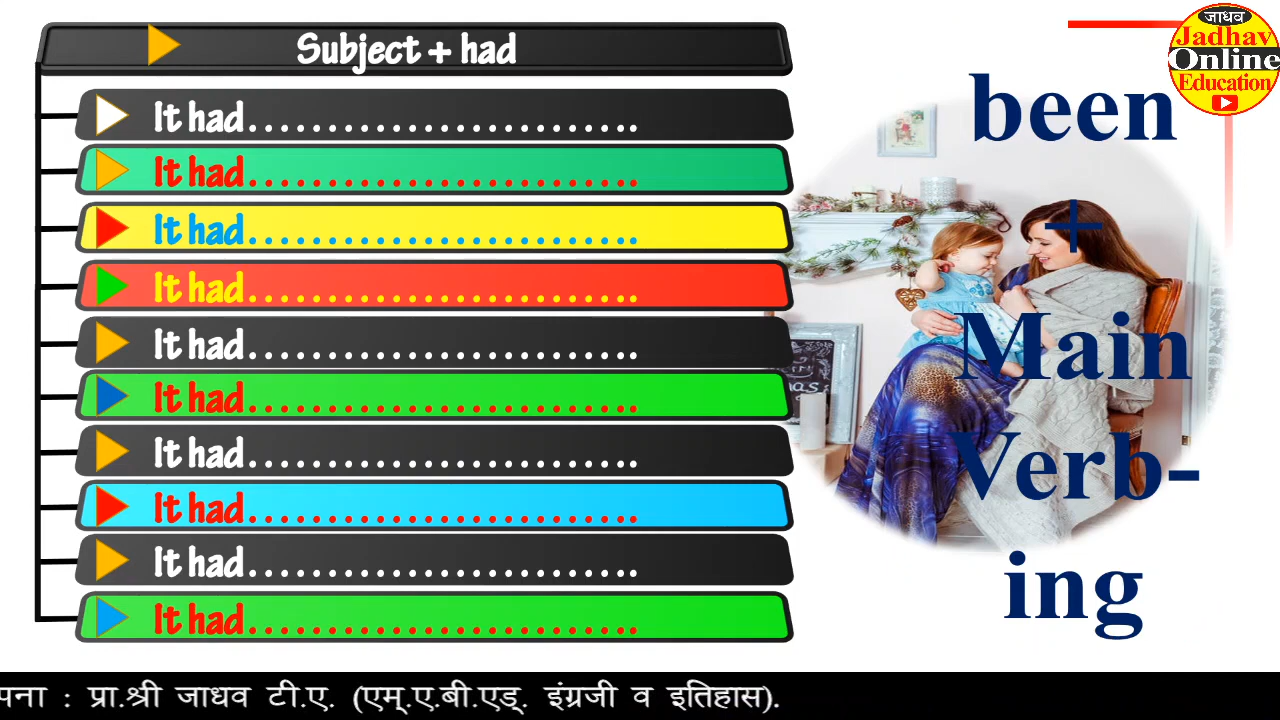 Subject + had
It had.........................
It had.........................
It had.........................
It had.........................
It had.........................
It had.........................
It had.........................
It had.........................
It had.........................
It had.........................
been
+
Main
Verb-
ing
जाधव
Jadhav
Online
Education
पना : प्रा.श्री जाधव टी.ए. (एम्.ए.बी.एड्. इंग्रजी व इतिहास).